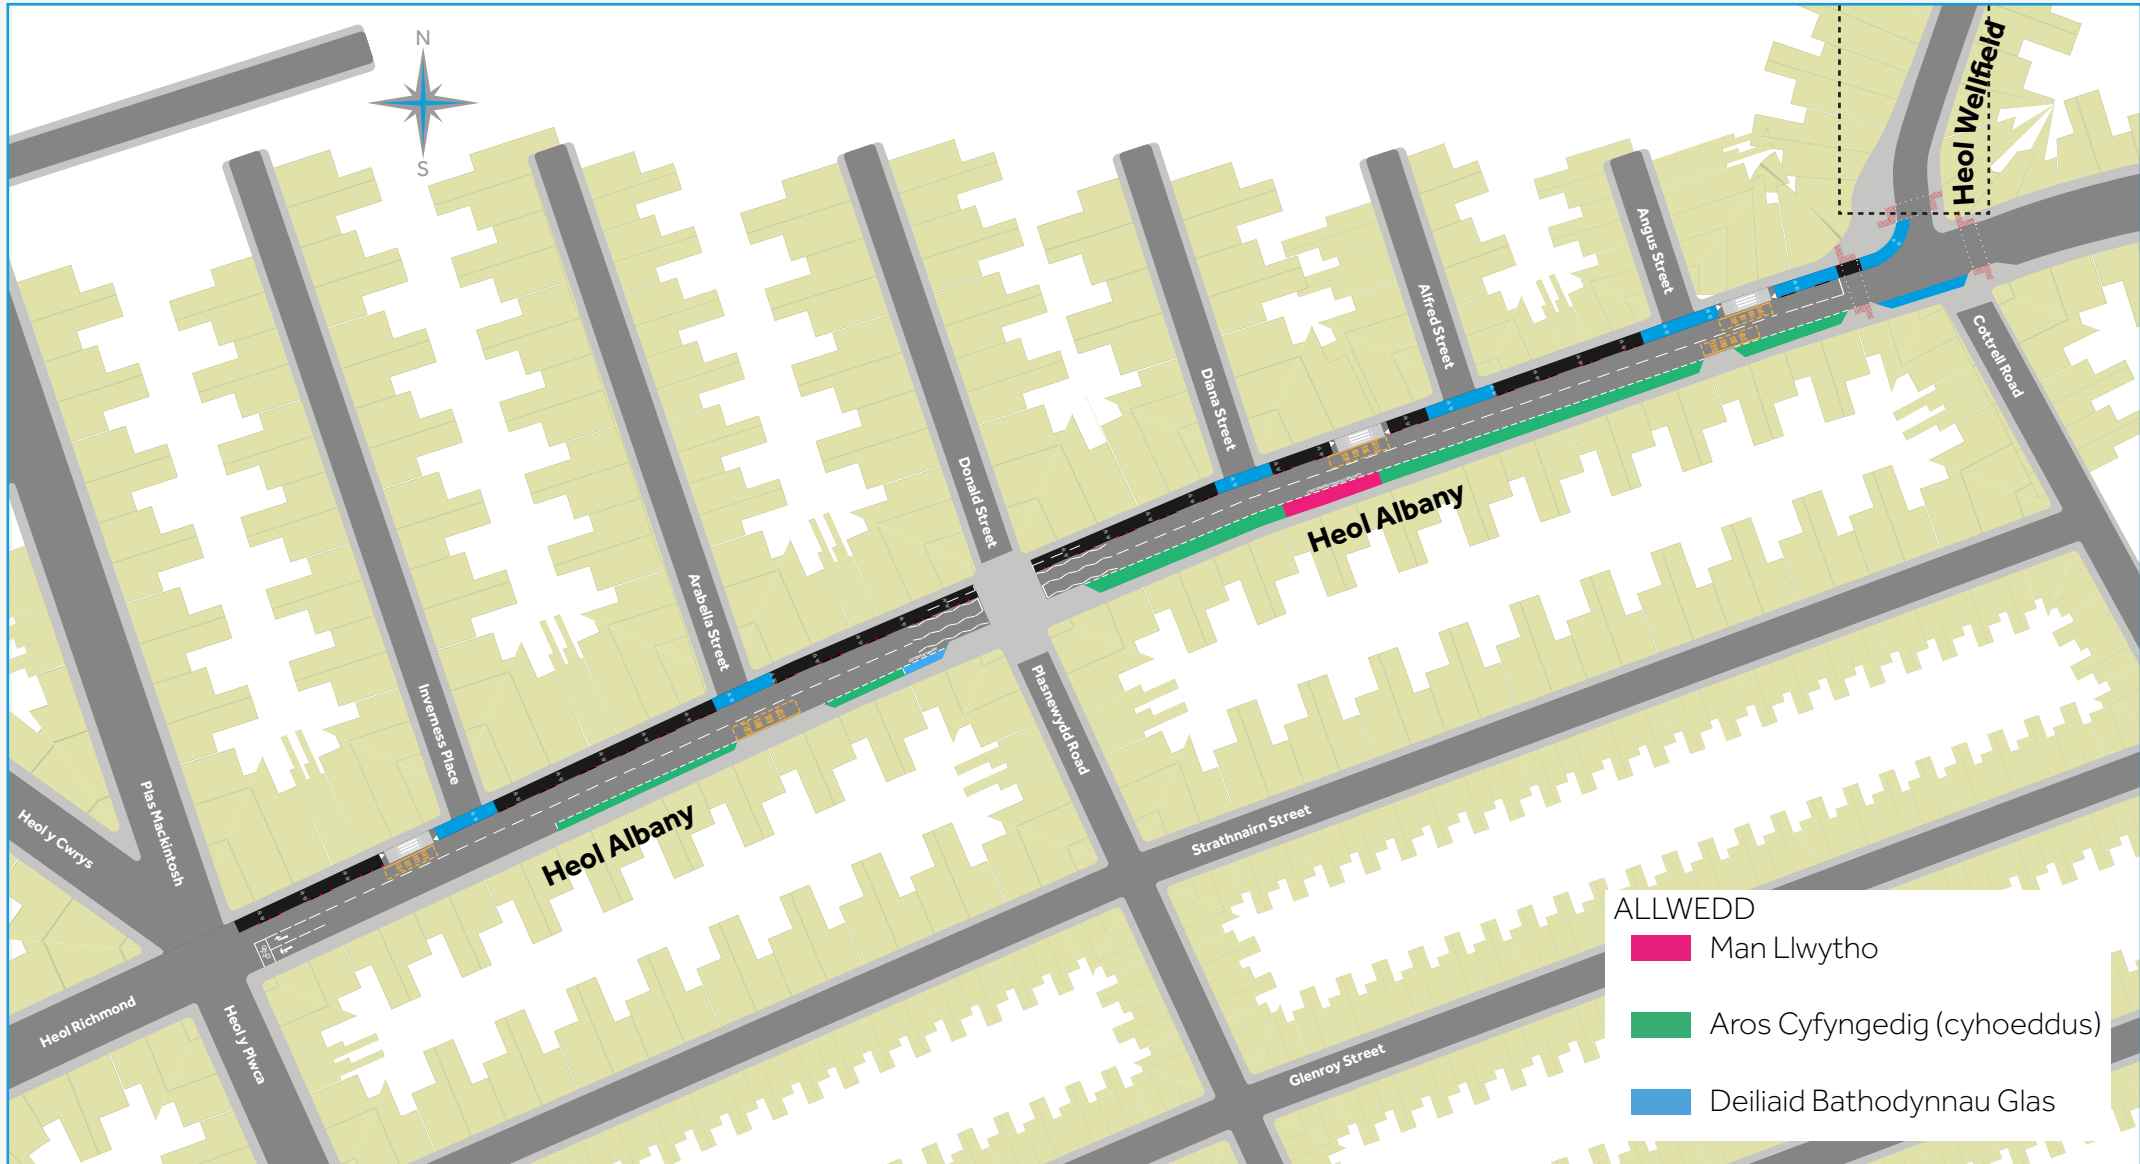 N
S
Heol Wellfield
Angus Street
Alfred Street
Cottrell Road
Diana Street
Donald Street
Heol Albany
Arabella Street
Inverness Place
Plasnewydd Road
Plas Mackintosh
Heol y Cwrys
Heol Albany
Strathnairn Street
Heol Richmond
Heol y Plwca
Glenroy Street
ALLWEDD
Man Llwytho
Aros Cyfyngedig (cyhoeddus)
Deiliaid Bathodynnau Glas